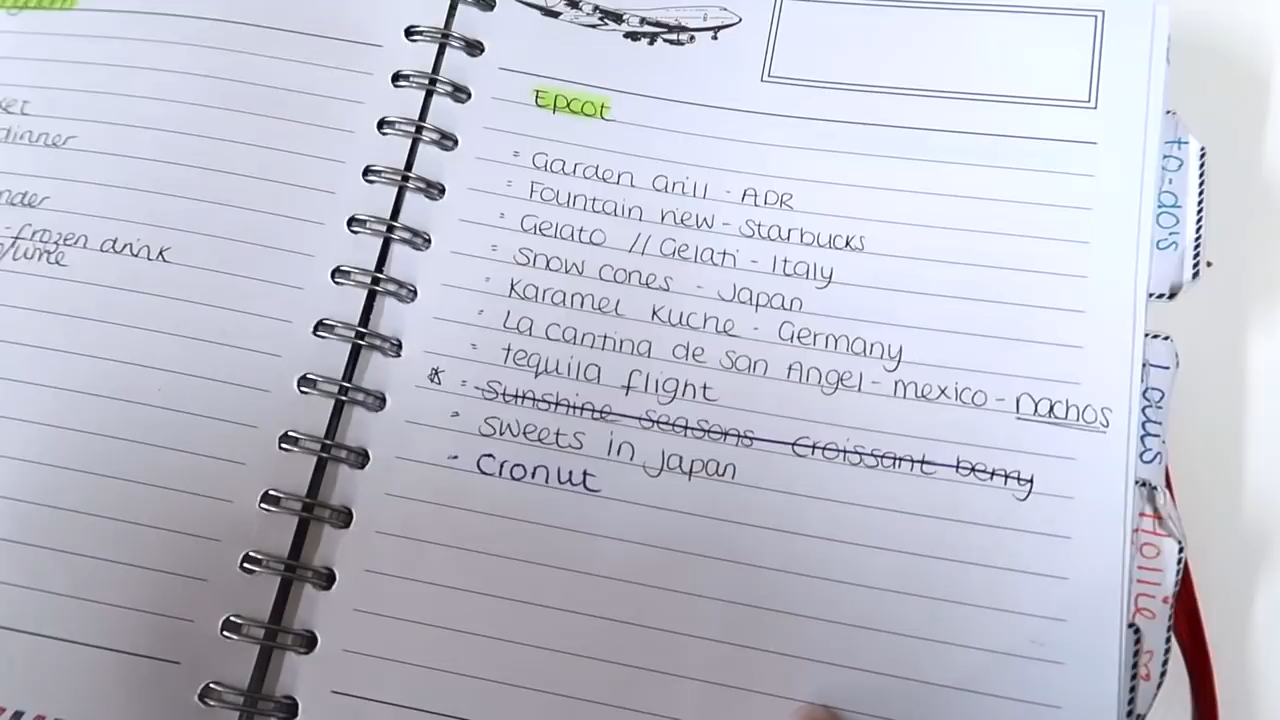 dinner
-frozen drink
Epcot
= Garden Grill - ADR
= Fountain view - Starbucks
= Gelato // Gelati - Italy
= Snow cones - Japan
= Karamel Kuche - Germany
= La cantina de San Angel - mexico - nachos
= tequila flight
* = Sunshine seasons croissant berry
= sweets in Japan
- Cronut
to-do's
Louis
Hollie